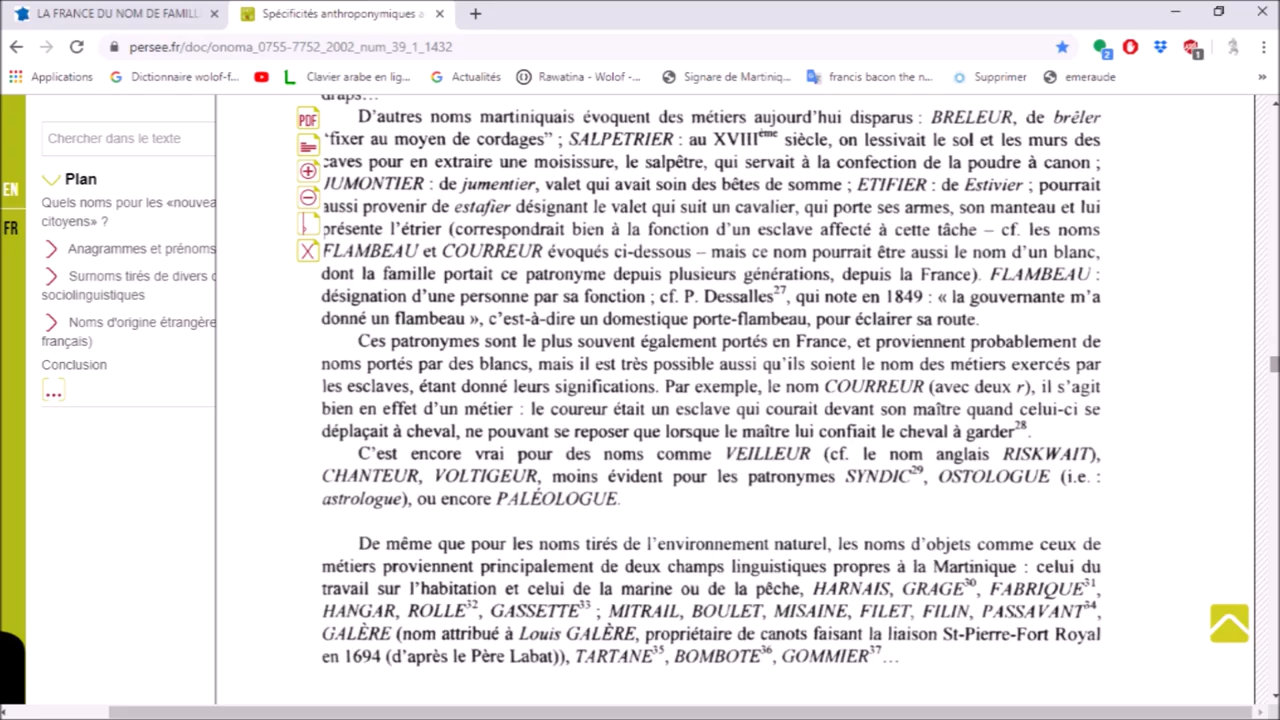 LA FRANCE DU NOM DE FAMILL
Spécificités anthroponymiques a
persee.fr/doc/onoma_0755-7752_2002_num_39_1_1432
2
1
Applications
Dictionnaire wolof-f...
Clavier arabe en lig...
Actualités
Rawatina - Wolof -...
Signare de Martiniq...
francis bacon the n...
Supprimer
emeraude
»
EN
FR
Chercher dans le texte
Plan
Quels noms pour les «nouvea
citoyens» ?
Anagrammes et prénoms
Surnoms tirés de divers c
sociolinguistiques
Noms d'origine étrangère
français)
Conclusion
...
PDF
draps...
D'autres noms martiniquais évoquent des métiers aujourd'hui disparus : BRELEUR, de brêler
"fixer au moyen de cordages" ; SALPETRIER : au XVIIIème siècle, on lessivait le sol et les murs des
caves pour en extraire une moisissure, le salpêtre, qui servait à la confection de la poudre à canon ;
JUMONTIER : de jumentier, valet qui avait soin des bêtes de somme ; ETIFIER : de Estivier ; pourrait
aussi provenir de estafier désignant le valet qui suit un cavalier, qui porte ses armes, son manteau et lui
présente l'étrier (correspondrait bien à la fonction d'un esclave affecté à cette tâche – cf. les noms
FLAMBEAU et COURREUR évoqués ci-dessous – mais ce nom pourrait être aussi le nom d'un blanc,
dont la famille portait ce patronyme depuis plusieurs générations, depuis la France). FLAMBEAU :
désignation d'une personne par sa fonction ; cf. P. Dessalles27, qui note en 1849 : « la gouvernante m'a
donné un flambeau », c'est-à-dire un domestique porte-flambeau, pour éclairer sa route.
Ces patronymes sont le plus souvent également portés en France, et proviennent probablement de
noms portés par des blancs, mais il est très possible aussi qu'ils soient le nom des métiers exercés par
les esclaves, étant donné leurs significations. Par exemple, le nom COURREUR (avec deux r), il s'agit
bien en effet d'un métier : le coureur était un esclave qui courait devant son maître quand celui-ci se
déplaçait à cheval, ne pouvant se reposer que lorsque le maître lui confiait le cheval à garder28.
C'est encore vrai pour des noms comme VEILLEUR (cf. le nom anglais RISKWAIT),
CHANTEUR, VOLTIGEUR, moins évident pour les patronymes SYNDIC29, OSTOLOGUE (i.e. :
astrologue), ou encore PALÉOLOGUE.
De même que pour les noms tirés de l'environnement naturel, les noms d'objets comme ceux de
métiers proviennent principalement de deux champs linguistiques propres à la Martinique : celui du
travail sur l'habitation et celui de la marine ou de la pêche, HARNAIS, GRAGE30, FABRIQUE31,
HANGAR, ROLLE32, GASSETTE33 ; MITRAIL, BOULET, MISAINE, FILET, FILIN, PASSAVANT34,
GALÈRE (nom attribué à Louis GALÈRE, propriétaire de canots faisant la liaison St-Pierre-Fort Royal
en 1694 (d'après le Père Labat)), TARTANE35, BOMBOTE36, GOMMIER37...